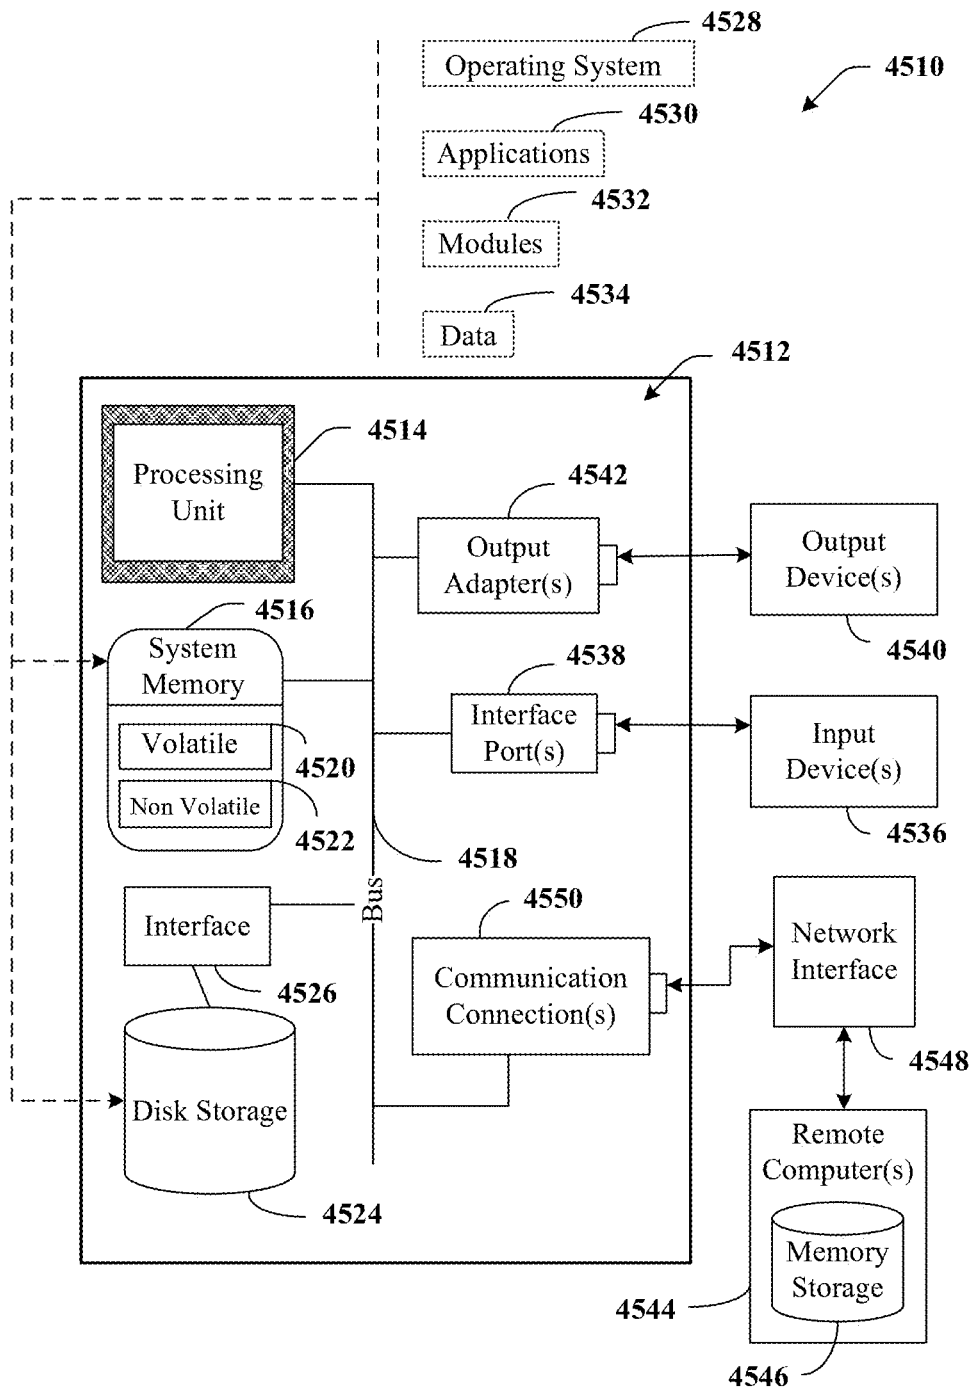 4528
Operating System
4510
4530
Applications
4532
Modules
4534
Data
4512
4514
Processing
Unit
4542
Output
Adapter(s)
Output
Device(s)
4540
4516
System
Memory
4538
Interface
Port(s)
Input
Device(s)
4536
Volatile
4520
Non Volatile
4522
4518
Bus
4550
Interface
4526
Communication
Connection(s)
Network
Interface
4548
Disk Storage
4524
Remote
Computer(s)
Memory
Storage
4544
4546